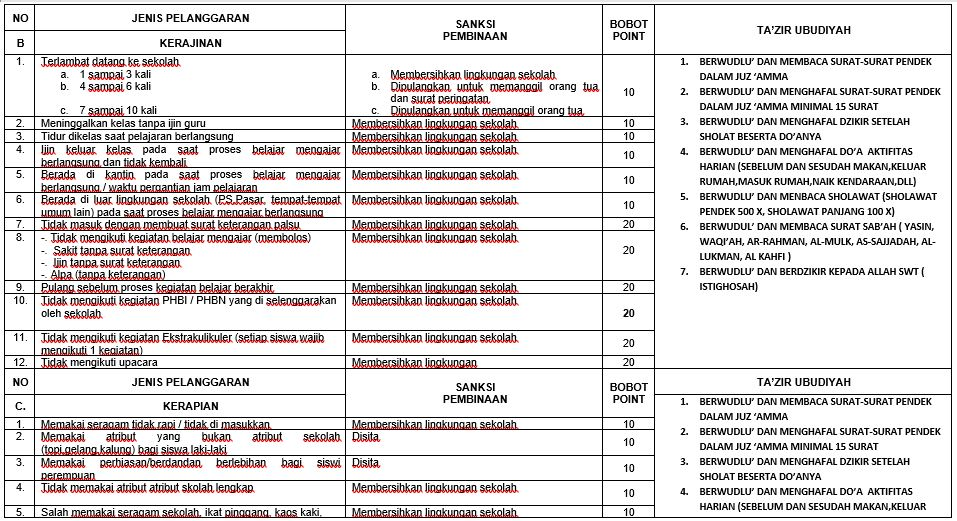 NO
JENIS PELANGGARAN
SANKSI
PEMBINAAN
BOBOT
POINT
TA'ZIR UBUDIYAH
B
KERAJINAN
1. Terlambat datang ke sekolah
a. 1 sampai 3 kali
b. 4 sampai 6 kali
c. 7 sampai 10 kali
a. Membersihkan lingkungan sekolah
b. Dipulangkan untuk memanggil orang tua
dan surat peringatan
c. Dipulangkan untuk memanggil orang tua
10
2. Meninggalkan kelas tanpa ijin guru
Membersihkan lingkungan sekolah
10
3. Tidur dikelas saat pelajaran berlangsung
Membersihkan lingkungan sekolah
10
4. Ijin keluar kelas pada saat proses belajar mengajar
berlangsung dan tidak kembali
Membersihkan lingkungan sekolah
10
5. Berada di kantin pada saat proses belajar mengajar
berlangsung / waktu pergantian jam pelajaran
Membersihkan lingkungan sekolah
10
6. Berada di luar lingkungan sekolah (PS,Pasar, tempat-tempat
umum lain) pada saat proses belajar mengajar berlangsung
Membersihkan lingkungan sekolah
10
7. Tidak masuk dengan membuat surat keterangan palsu
Membersihkan lingkungan sekolah
20
8. -. Tidak mengikuti kegiatan belajar mengajar (membolos)
-. Sakit tanpa surat keterangan
-. Ijin tanpa surat keterangan
-. Alpa (tanpa keterangan)
Membersihkan lingkungan sekolah
20
9. Pulang sebelum proses kegiatan belajar berakhir
Membersihkan lingkungan sekolah
20
10. Tidak mengikuti kegiatan PHBI / PHBN yang di selenggarakan
oleh sekolah
Membersihkan lingkungan sekolah
20
11. Tidak mengikuti kegiatan Ekstrakulikuler (setiap siswa wajib
mengikuti 1 kegiatan)
Membersihkan lingkungan sekolah
20
12. Tidak mengikuti upacara
Membersihkan lingkungan
20
1. BERWUDLU' DAN MEMBACA SURAT-SURAT PENDEK
DALAM JUZ 'AMMA
2. BERWUDLU' DAN MENGHAFAL SURAT-SURAT PENDEK
DALAM JUZ 'AMMA MINIMAL 15 SURAT
3. BERWUDLU' DAN MENGHAFAL DZIKIR SETELAH
SHOLAT BESERTA DO'ANYA
4. BERWUDLU' DAN MENGHAFAL DO'A AKTIFITAS
HARIAN (SEBELUM DAN SESUDAH MAKAN,KELUAR
RUMAH,MASUK RUMAH,NAIK KENDARAAN,DLL)
5. BERWUDLU' DAN MENBACA SHOLAWAT (SHOLAWAT
PENDEK 500 X, SHOLAWAT PANJANG 100 X)
6. BERWUDLU' DAN MEMBACA SURAT SAB'AH ( YASIN,
WAQI'AH, AR-RAHMAN, AL-MULK, AS-SAJJADAH, AL-
LUKMAN, AL KAHFI )
7. BERWUDLU' DAN BERDZIKIR KEPADA ALLAH SWT (
ISTIGHOSAH)
NO
JENIS PELANGGARAN
SANKSI
PEMBINAAN
BOBOT
POINT
TA'ZIR UBUDIYAH
C.
KERAPIAN
1. Memakai seragam tidak rapi / tidak di masukkan
Membersihkan lingkungan sekolah
10
2. Memakai atribut yang bukan atribut sekolah
(topi,gelang,kalung) bagi siswa laki-laki
Disita
10
3. Memakai perhiasan/berdandan berlebihan bagi siswi
perempuan
Disita
10
4. Tidak memakai atribut atribut skolah lengkap
Membersihkan lingkungan sekolah
10
5. Salah memakai seragam sekolah, ikat pinggang, kaos kaki,
Membersihkan lingkungan sekolah
10
1. BERWUDLU' DAN MEMBACA SURAT-SURAT PENDEK
DALAM JUZ 'AMMA
2. BERWUDLU' DAN MENGHAFAL SURAT-SURAT PENDEK
DALAM JUZ 'AMMA MINIMAL 15 SURAT
3. BERWUDLU' DAN MENGHAFAL DZIKIR SETELAH
SHOLAT BESERTA DO'ANYA
4. BERWUDLU' DAN MENGHAFAL DO'A AKTIFITAS
HARIAN (SEBELUM DAN SESUDAH MAKAN,KELUAR